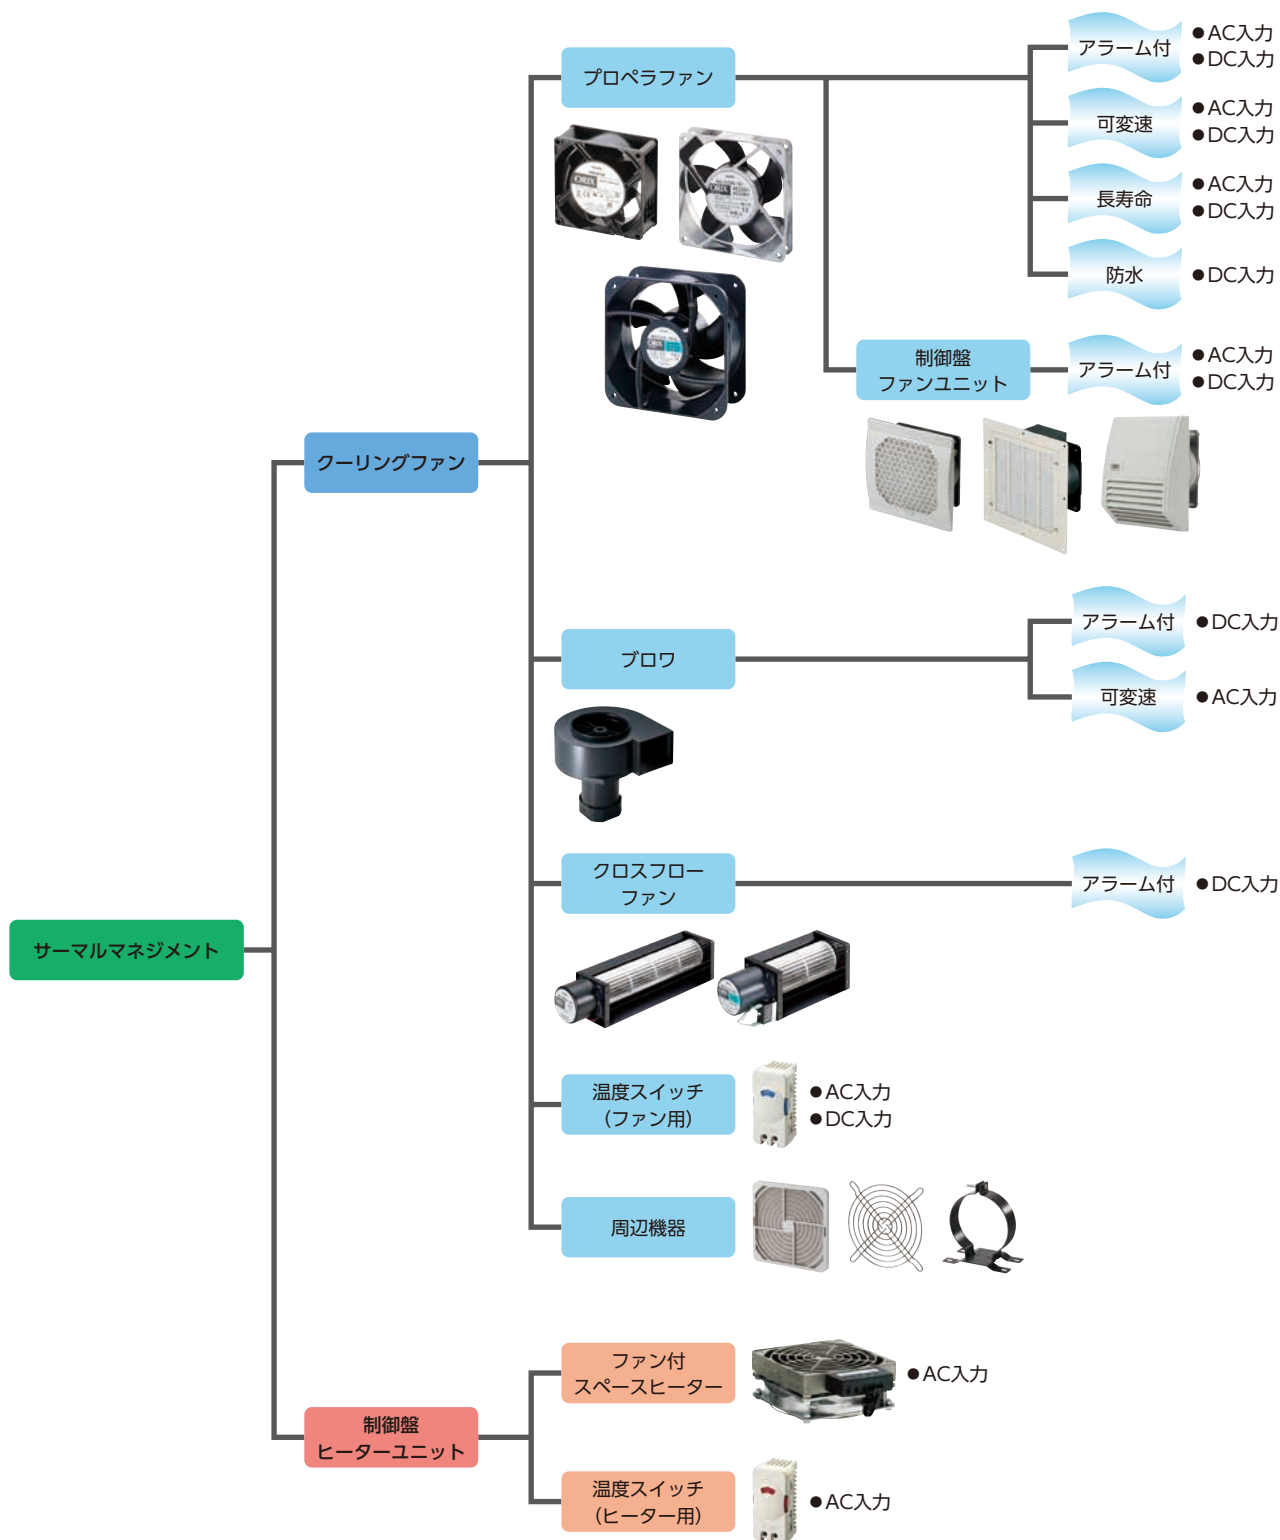 プロペラファン
アラーム付
●AC入力
●DC入力
可変速
●AC入力
●DC入力
長寿命
●AC入力
●DC入力
防水
●DC入力
制御盤
ファンユニット
アラーム付
●AC入力
●DC入力
クーリングファン
ブロワ
アラーム付
●DC入力
可変速
●AC入力
クロスフロー
ファン
アラーム付
●DC入力
サーマルマネジメント
温度スイッチ
(ファン用)
●AC入力
●DC入力
周辺機器
ファン付
スペースヒーター
●AC入力
制御盤
ヒーターユニット
温度スイッチ
(ヒーター用)
●AC入力